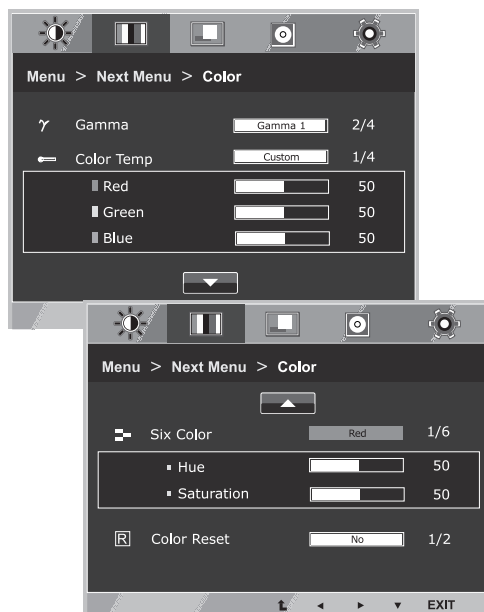 Menu > Next Menu > Color
γ Gamma Gamma 1 2/4
Color Temp Custom 1/4
Red 50
Green 50
Blue 50
Menu > Next Menu > Color
Six Color Red 1/6
Hue 50
Saturation 50
R Color Reset No 1/2
EXIT